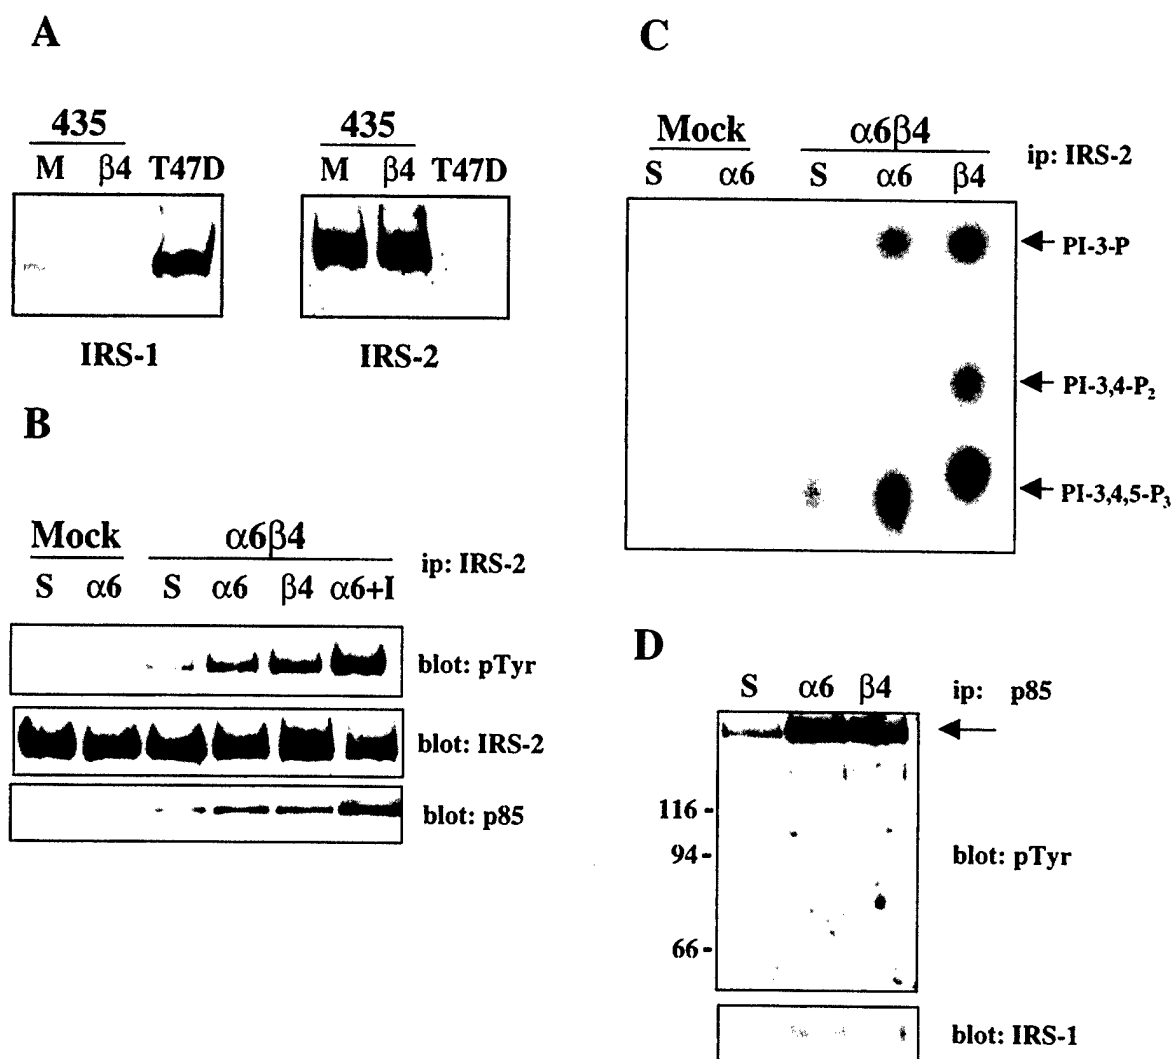 A
435
M β4 T47D
IRS-1
435
M β4 T47D
IRS-2
B
Mock α6β4
ip: IRS-2
S α6 S α6 β4 α6+I
blot: pTyr
blot: IRS-2
blot: p85
C
Mock α6β4
ip: IRS-2
S α6 S α6 β4
PI-3-P
PI-3,4-P₂
PI-3,4,5-P₃
D
S α6 β4 ip: p85
116 -
94 -
blot: pTyr
66 -
blot: IRS-1